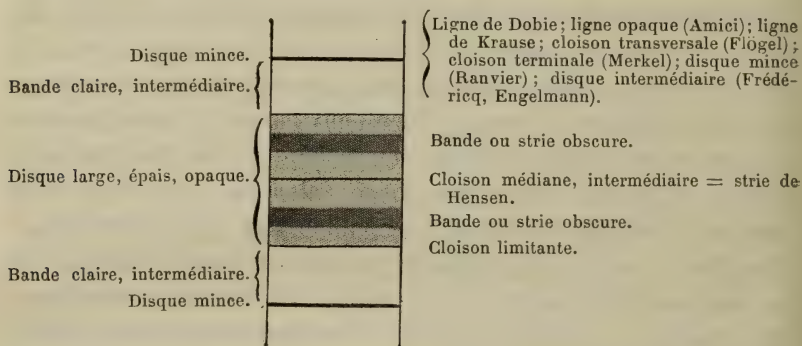 Disque mince.
Bande claire, intermédiaire.
Disque large, épais, opaque.
Bande claire, intermédiaire.
Disque mince.
Ligne de Dobie ; ligne opaque (Amici) ; ligne
de Krause ; cloison transversale (Flögel) ;
cloison terminale (Merkel) ; disque mince
(Ranvier) ; disque intermédiaire (Frédé-
ricq, Engelmann).
Bande ou strie obscure.
Cloison médiane, intermédiaire = strie de
Hensen.
Bande ou strie obscure.
Cloison limitante.